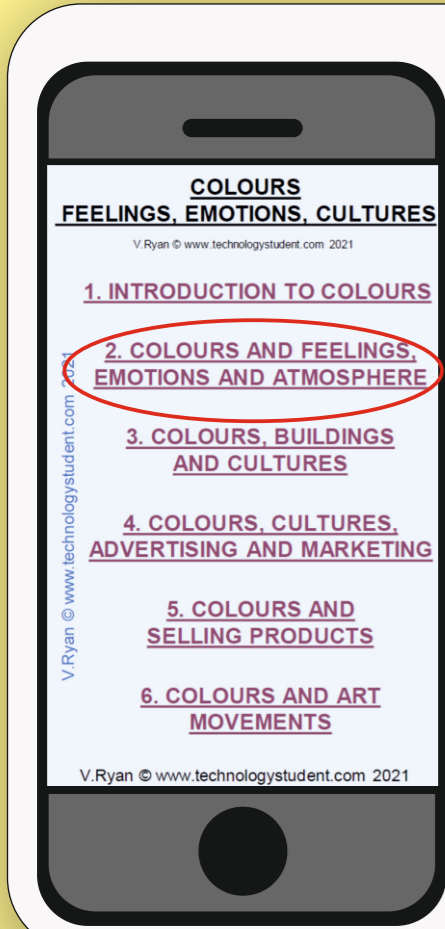 COLOURS
FEELINGS, EMOTIONS, CULTURES
V.Ryan © www.technologystudent.com 2021
1. INTRODUCTION TO COLOURS
2. COLOURS AND FEELINGS,
EMOTIONS AND ATMOSPHERE
3. COLOURS, BUILDINGS
AND CULTURES
4. COLOURS, CULTURES,
ADVERTISING AND MARKETING
5. COLOURS AND
SELLING PRODUCTS
6. COLOURS AND ART
MOVEMENTS
V.Ryan © www.technologystudent.com 2021
V.Ryan © www.technologystudent.com 2021